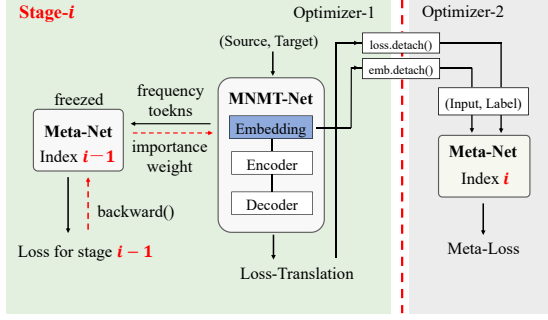 Stage-i
Optimizer-1
Optimizer-2
(Source, Target)
loss.detach()
emb.detach()
frequency
toekns
freezed
MNMT-Net
Embedding
(Input, Label)
Meta-Net
Index i−1
importance
weight
Encoder
Meta-Net
Index i
Decoder
backward()
Loss for stage i − 1
Loss-Translation
Meta-Loss